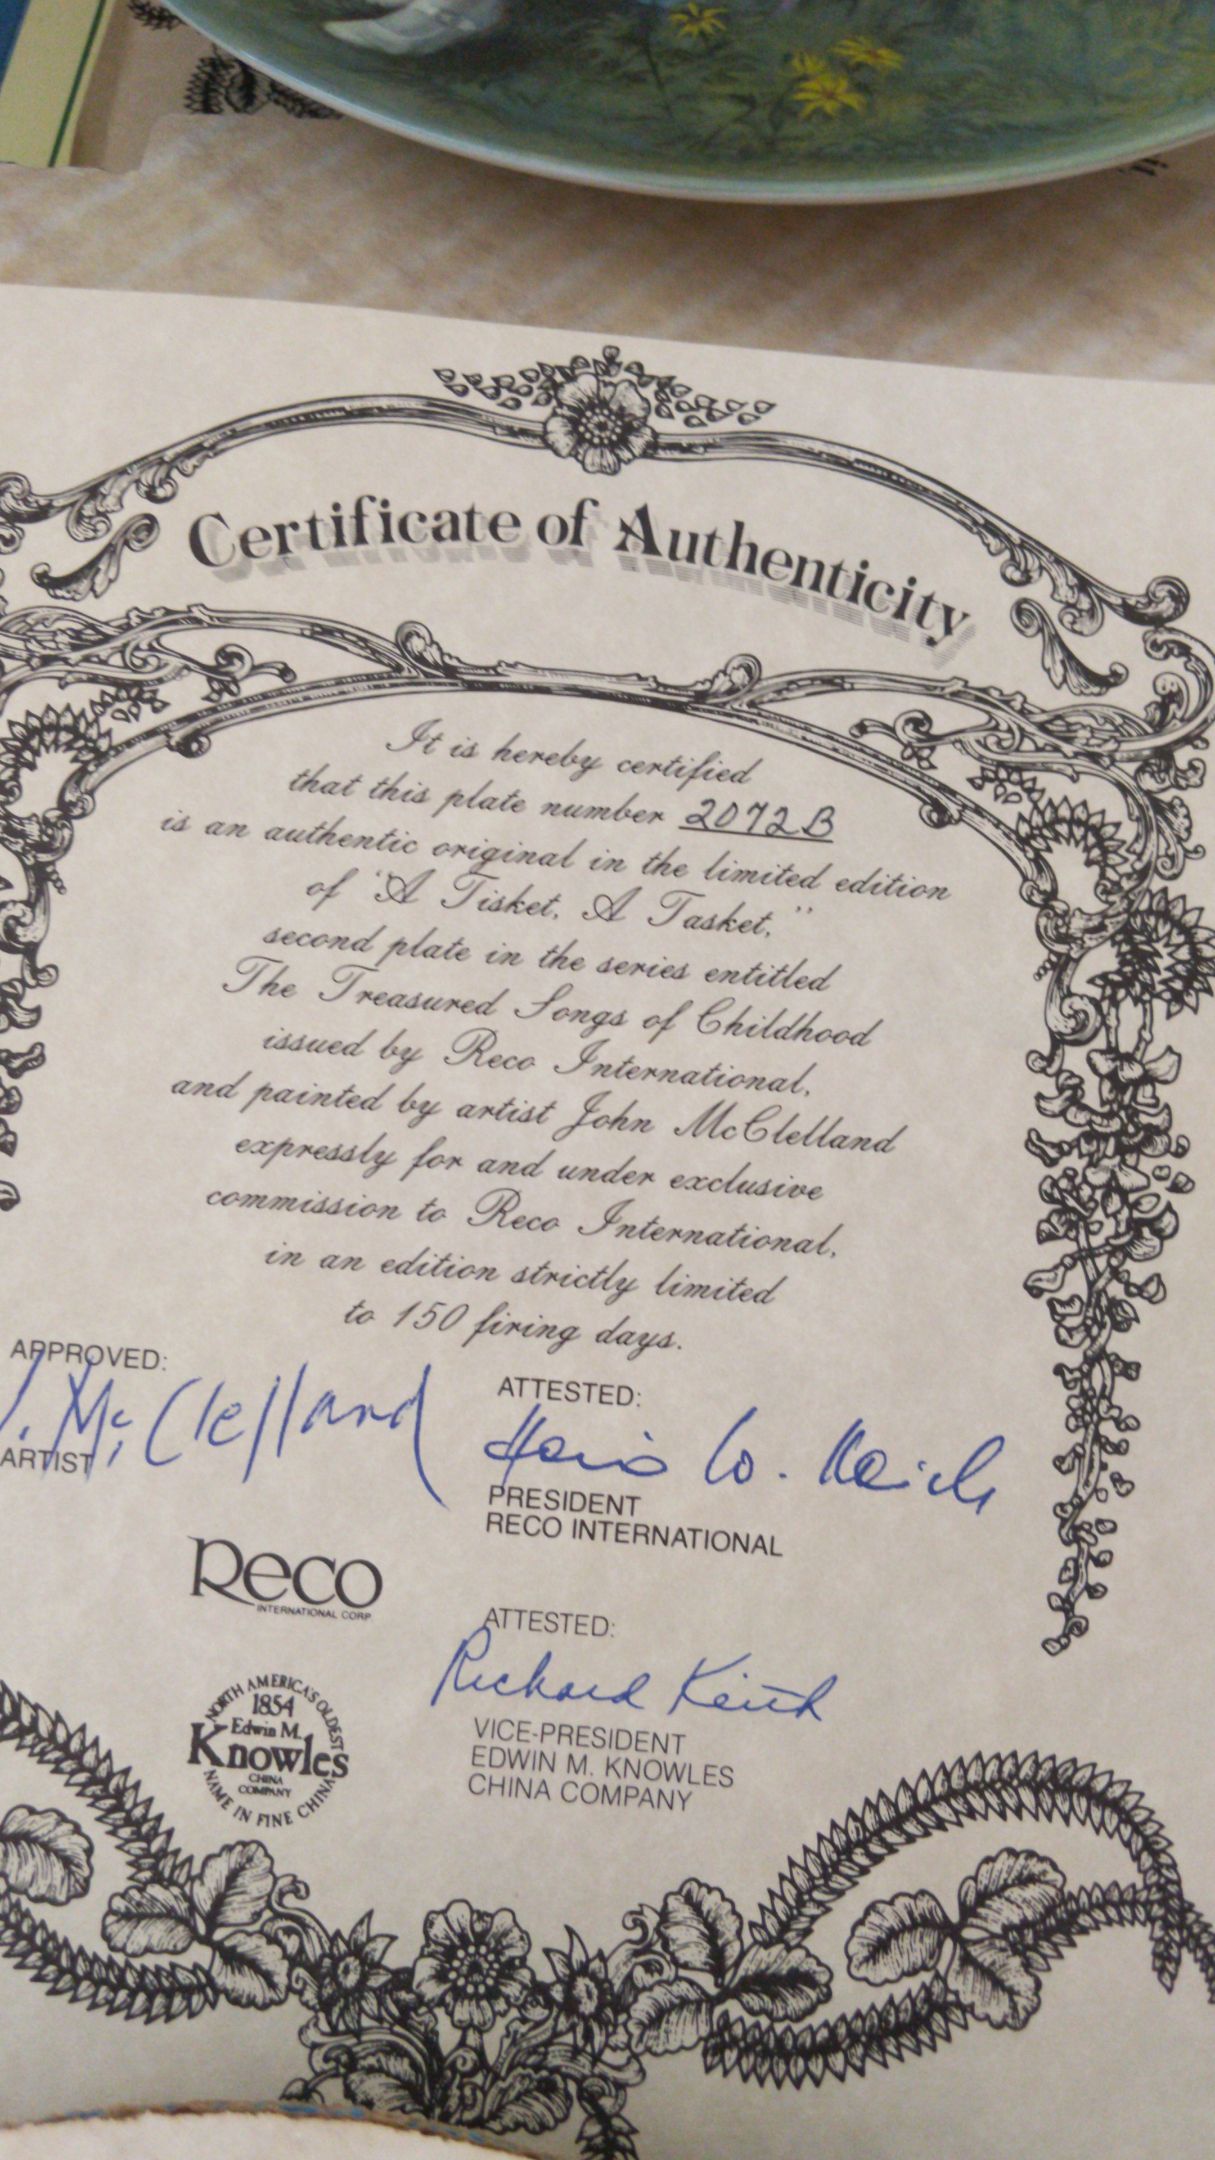 Certificate of Authenticity
It is hereby certified
that this plate number 2072B
is an authentic original in the limited edition
of "A Tisket, A Tasket,"
second plate in the series entitled
The Treasured Songs of Childhood
issued by Reco International,
and painted by artist John McClelland
expressly for and under exclusive
commission to Reco International,
in an edition strictly limited
to 150 firing days.
APPROVED:
J. McClelland
ARTIST
ATTESTED:
PRESIDENT
RECO INTERNATIONAL
Reco
INTERNATIONAL CORP.
ATTESTED:
Richard Keith
VICE-PRESIDENT
EDWIN M. KNOWLES
CHINA COMPANY
NORTH AMERICA'S OLDEST
1854
Edwin M.
Knowles
CHINA
COMPANY
NAME IN FINE CHINA